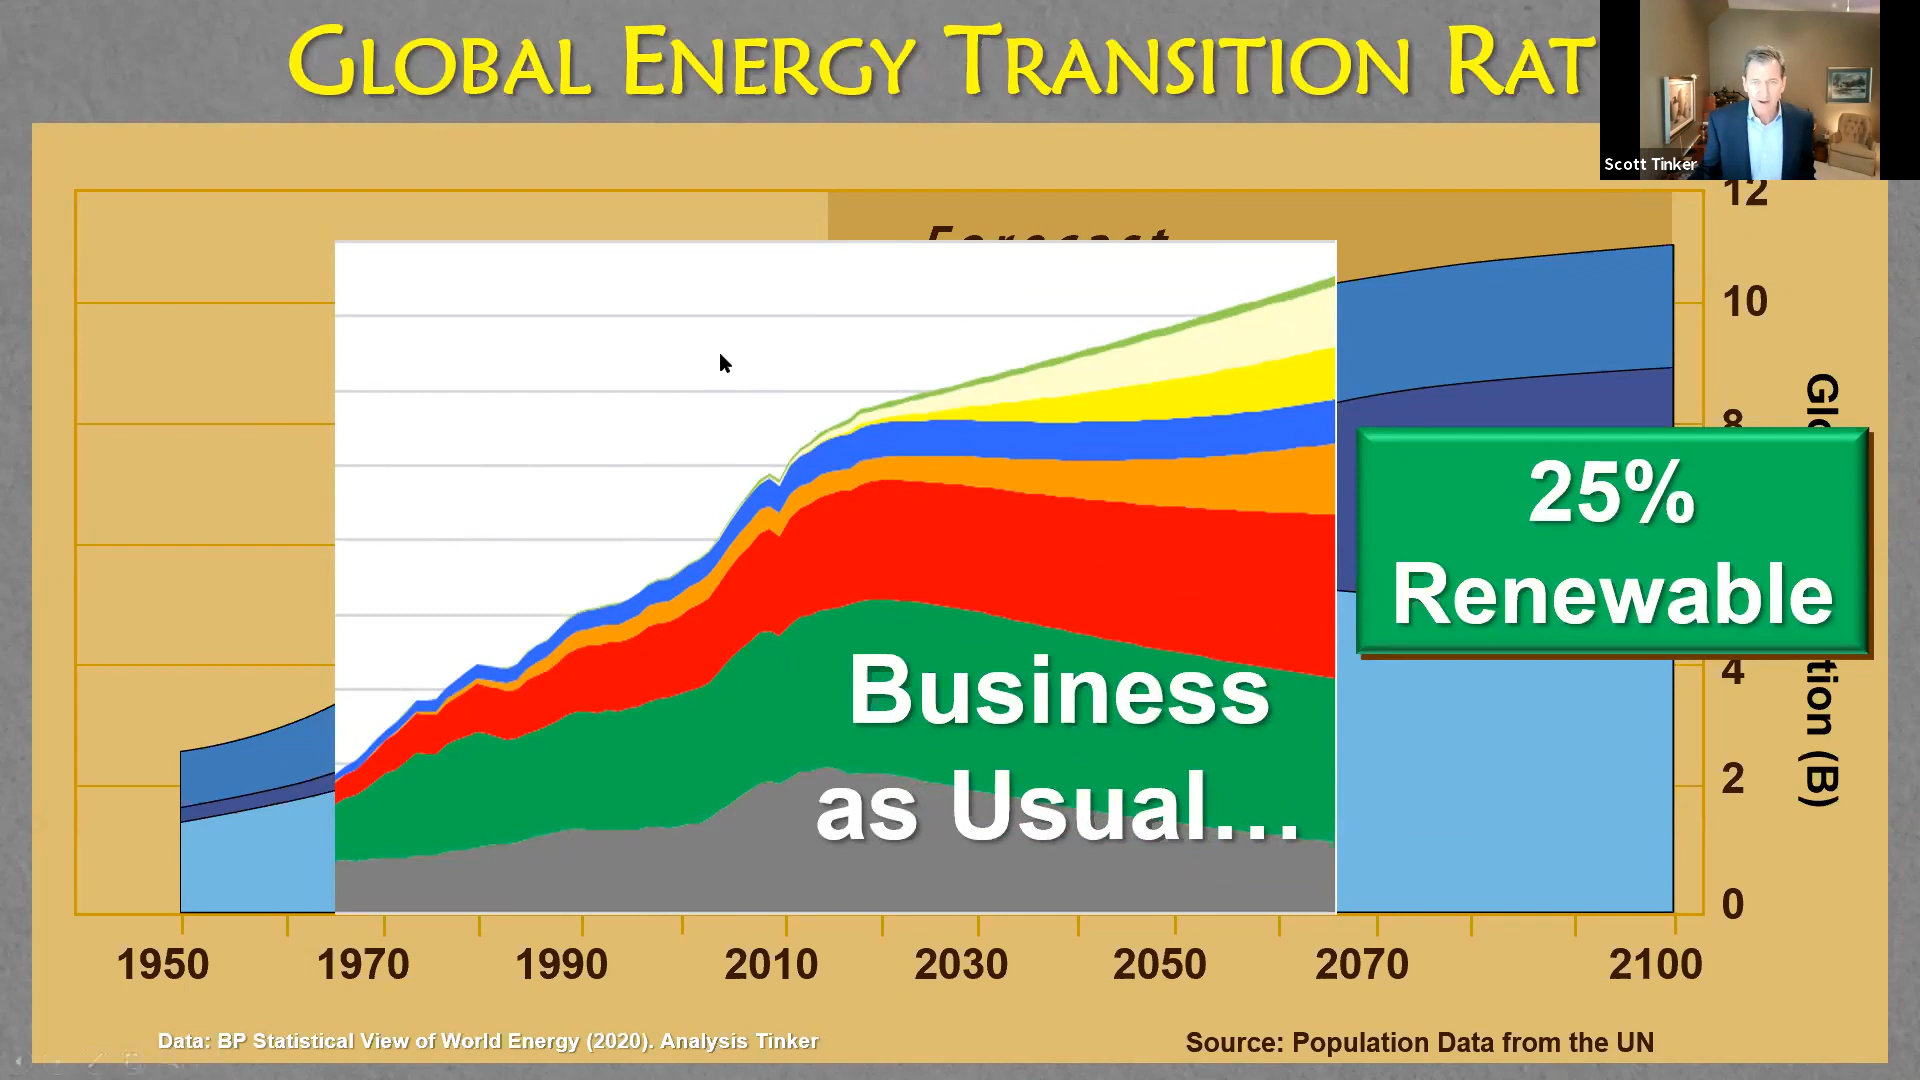 GLOBAL ENERGY TRANSITION RAT
Scott Tinker
Forecast
12
10
8
4
2
0
25%
Renewable
Business
as Usual...
1950 1970 1990 2010 2030 2050 2070 2100
Data: BP Statistical View of World Energy (2020). Analysis Tinker
Source: Population Data from the UN
(B)